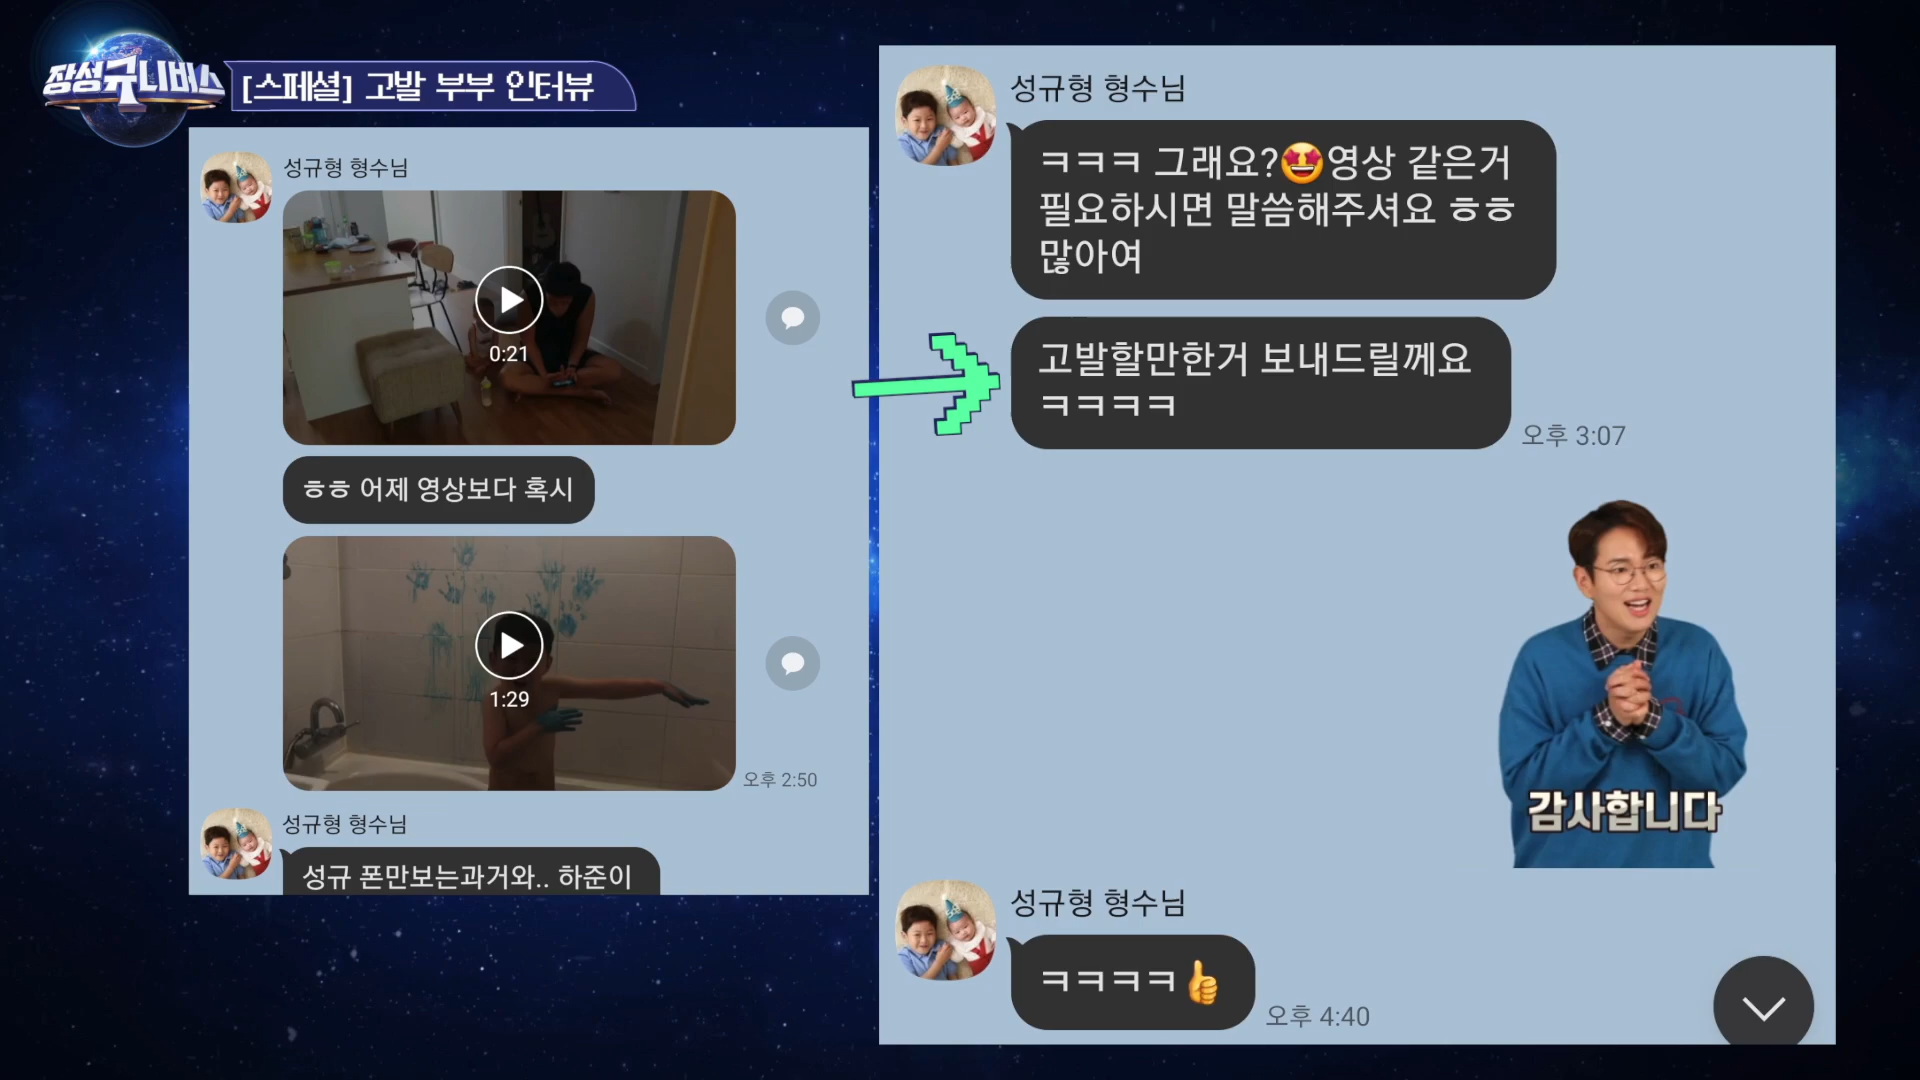 장성규니버스
[스페셜] 고발 부부 인터뷰
성규형 형수님
0:21
ㅎㅎ 어제 영상보다 혹시
1:29
오후 2:50
성규형 형수님
성규 폰만보는과거와.. 하준이
성규형 형수님
ㅋㅋㅋ 그래요?🤩영상 같은거
필요하시면 말씀해주셔요 ㅎㅎ
많아여
고발할만한거 보내드릴께요
ㅋㅋㅋㅋ
오후 3:07
감사합니다
성규형 형수님
ㅋㅋㅋㅋ👍
오후 4:40